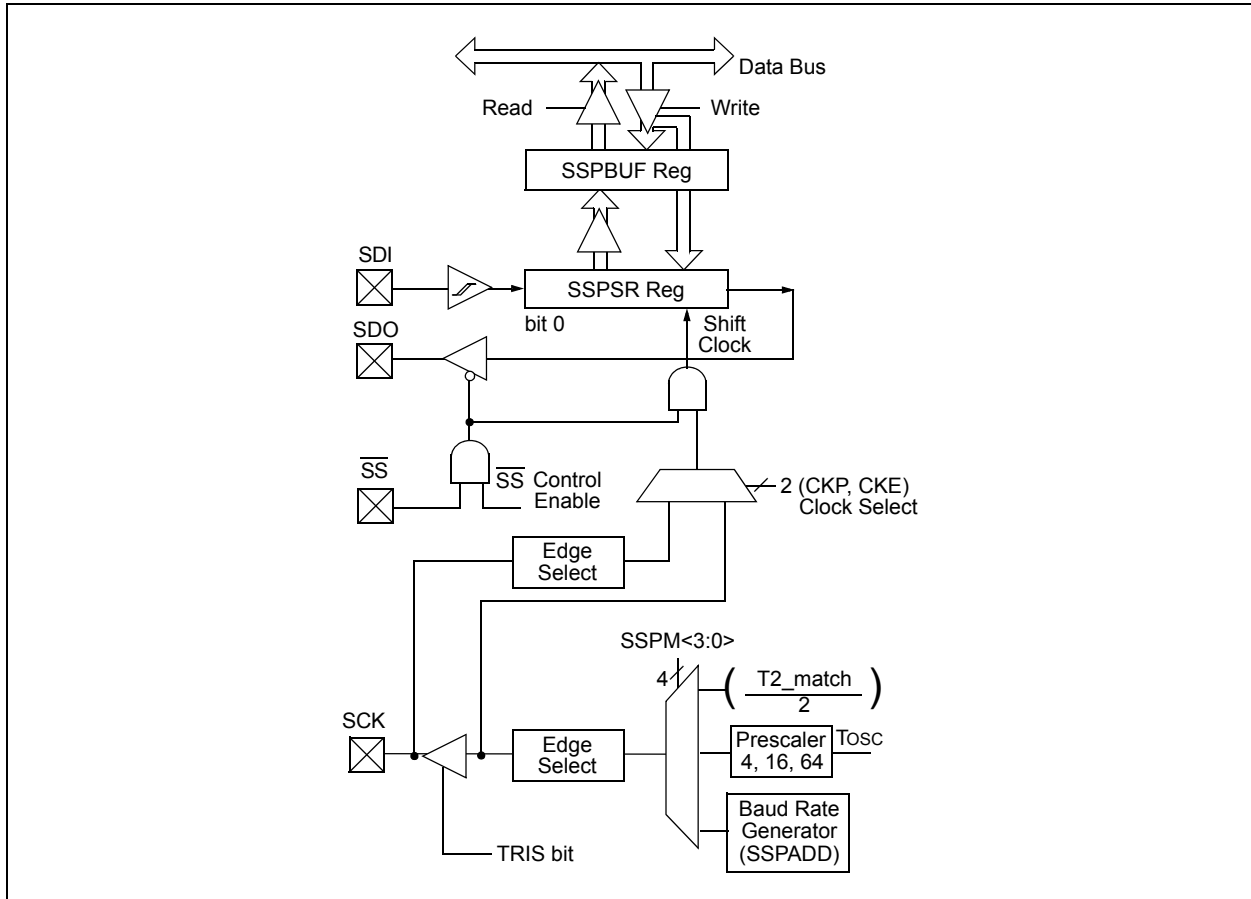 Data Bus
Read
Write
SSPBUF Reg
SDI
SSPSR Reg
bit 0
Shift
Clock
SDO
SS
SS Control
Enable
2 (CKP, CKE)
Clock Select
Edge
Select
SSPM<3:0>
4
( T2_match )
2
SCK
Edge
Select
Prescaler
4, 16, 64
TOSC
Baud Rate
Generator
(SSPADD)
TRIS bit